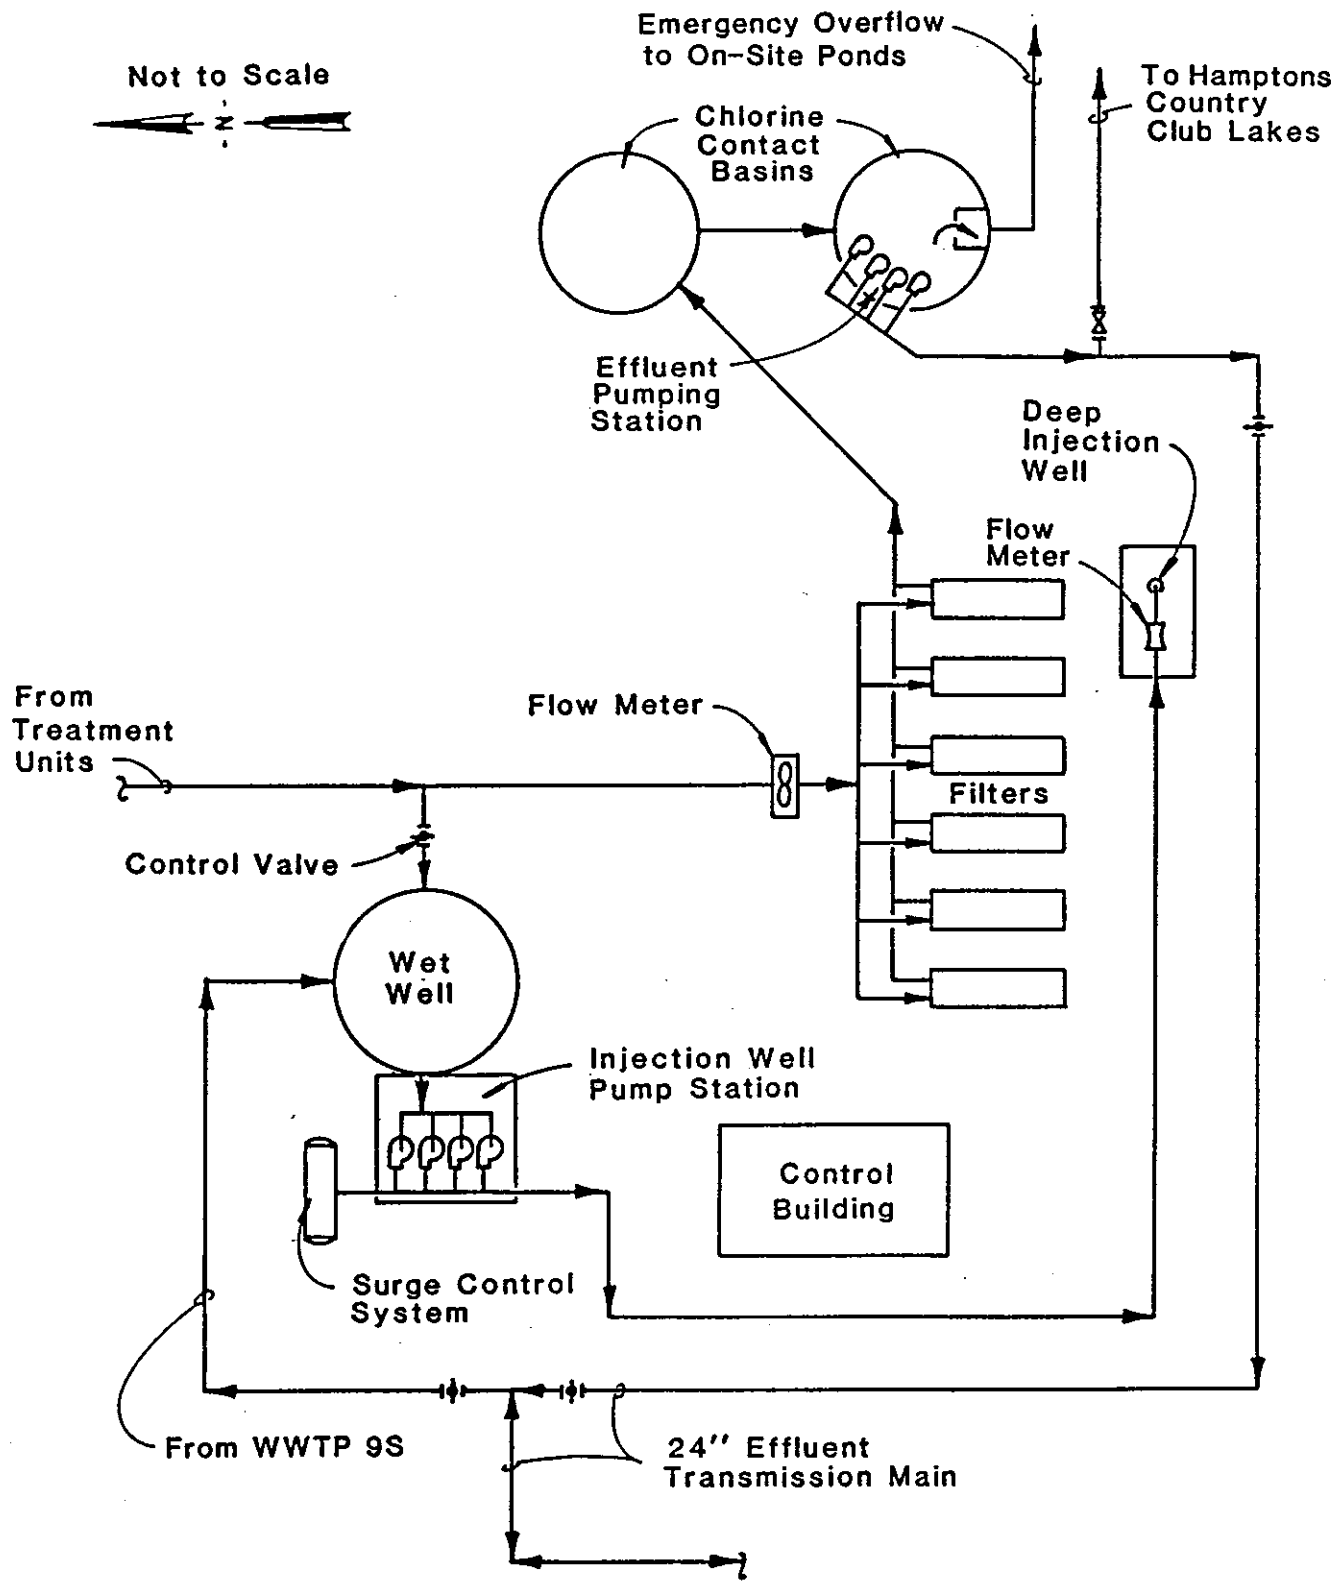 Emergency Overflow
to On-Site Ponds
Not to Scale
N
To Hamptons
Country
Club Lakes
Chlorine
Contact
Basins
Effluent
Pumping
Station
Deep
Injection
Well
Flow
Meter
From
Treatment
Units
Flow Meter
Filters
Control Valve
Wet
Well
Injection Well
Pump Station
Control
Building
Surge Control
System
From WWTP 9S
24" Effluent
Transmission Main